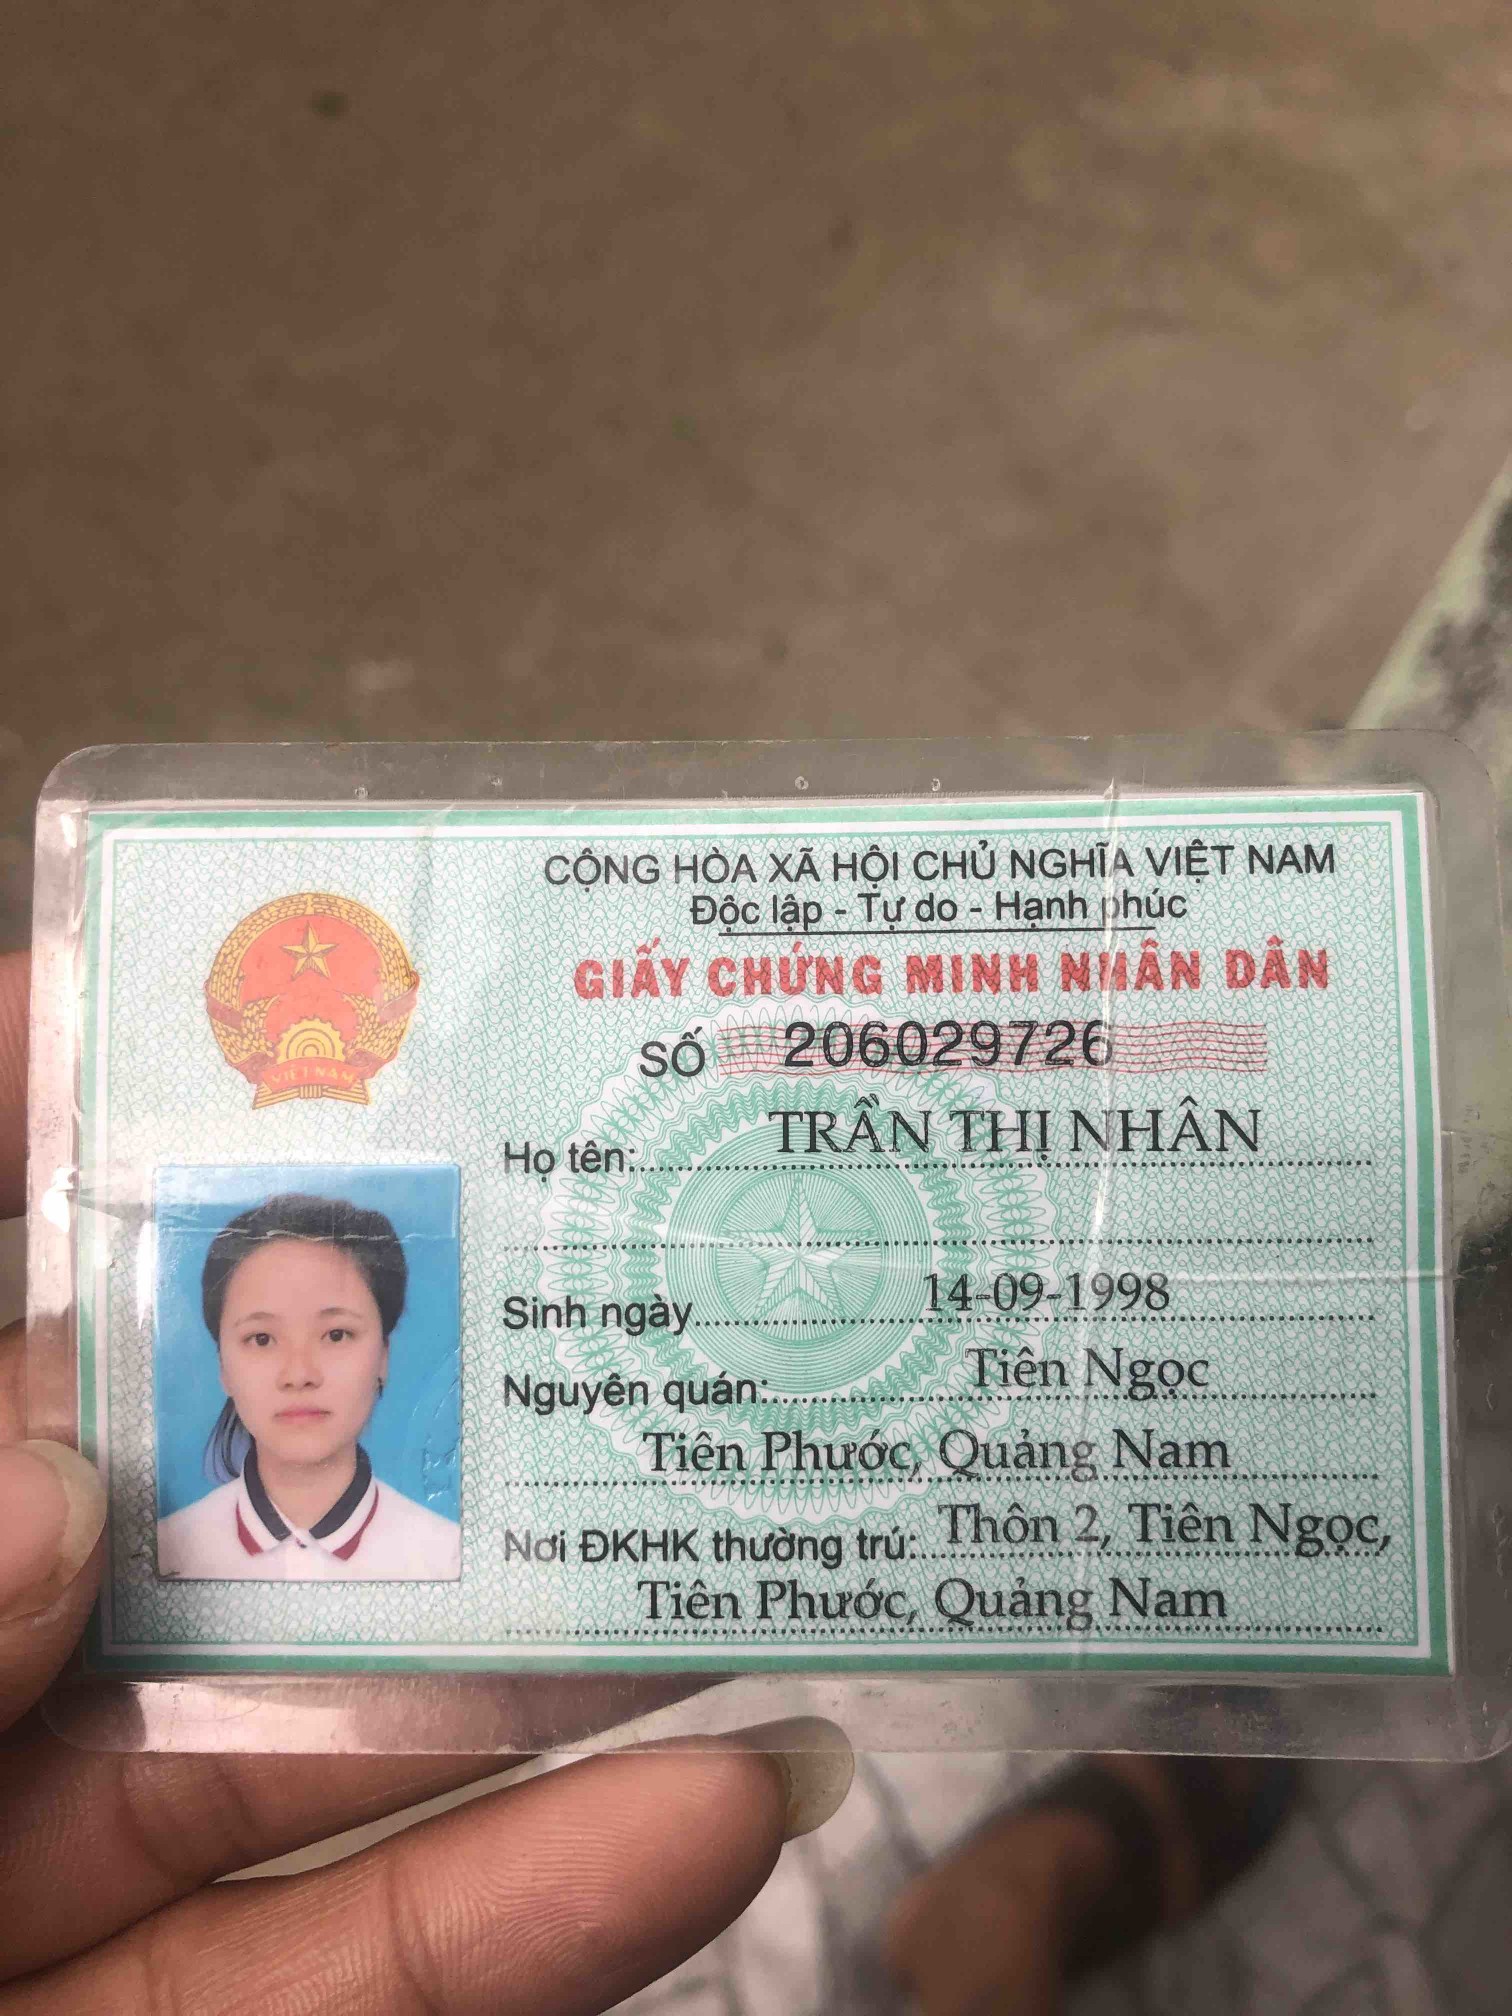 CỘNG HÒA XÃ HỘI CHỦ NGHĨA VIỆT NAM
Độc lập - Tự do - Hạnh phúc
GIẤY CHỨNG MINH NHÂN DÂN
SỐ 206029726
Họ tên: TRẦN THỊ NHÂN
Sinh ngày 14-09-1998
Nguyên quán: Tiên Ngọc
Tiên Phước, Quảng Nam
Nơi ĐKHK thường trú: Thôn 2, Tiên Ngọc,
Tiên Phước, Quảng Nam
VIỆT NAM